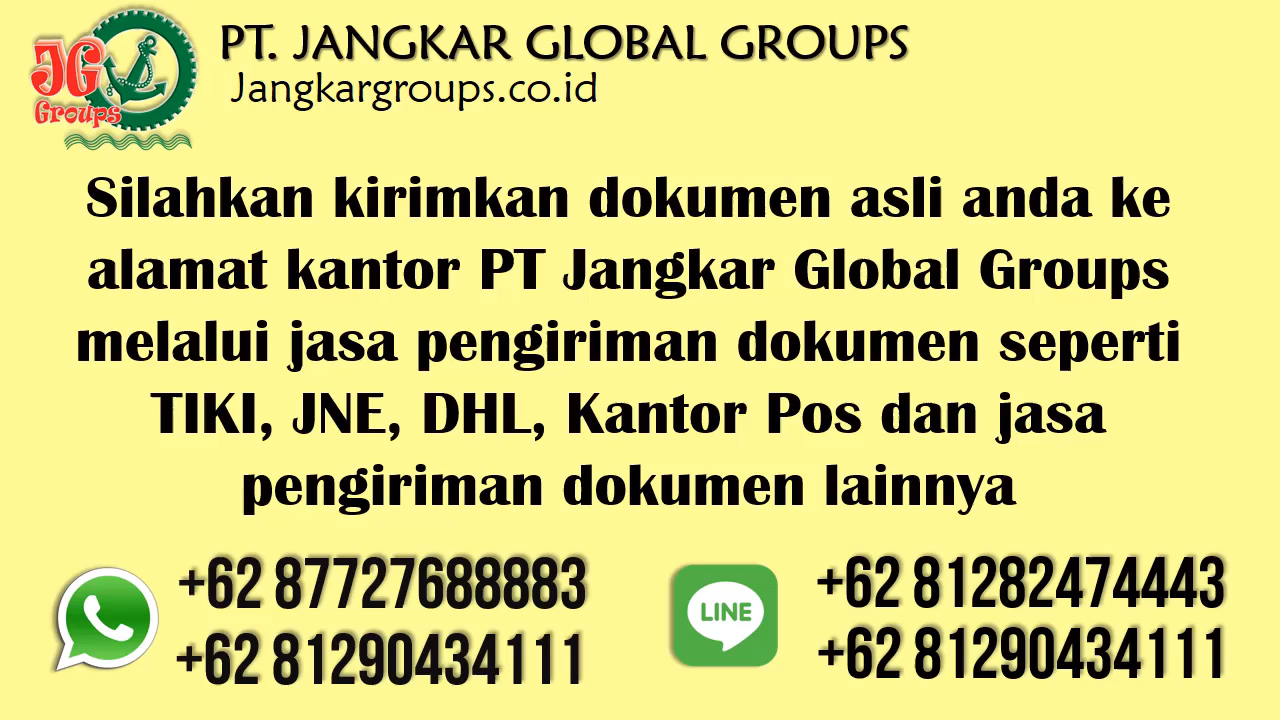 JG
Groups
PT. JANGKAR GLOBAL GROUPS
Jangkargroups.co.id
Silahkan kirimkan dokumen asli anda ke
alamat kantor PT Jangkar Global Groups
melalui jasa pengiriman dokumen seperti
TIKI, JNE, DHL, Kantor Pos dan jasa
pengiriman dokumen lainnya
+62 87727688883
+62 81290434111
LINE
+62 81282474443
+62 81290434111